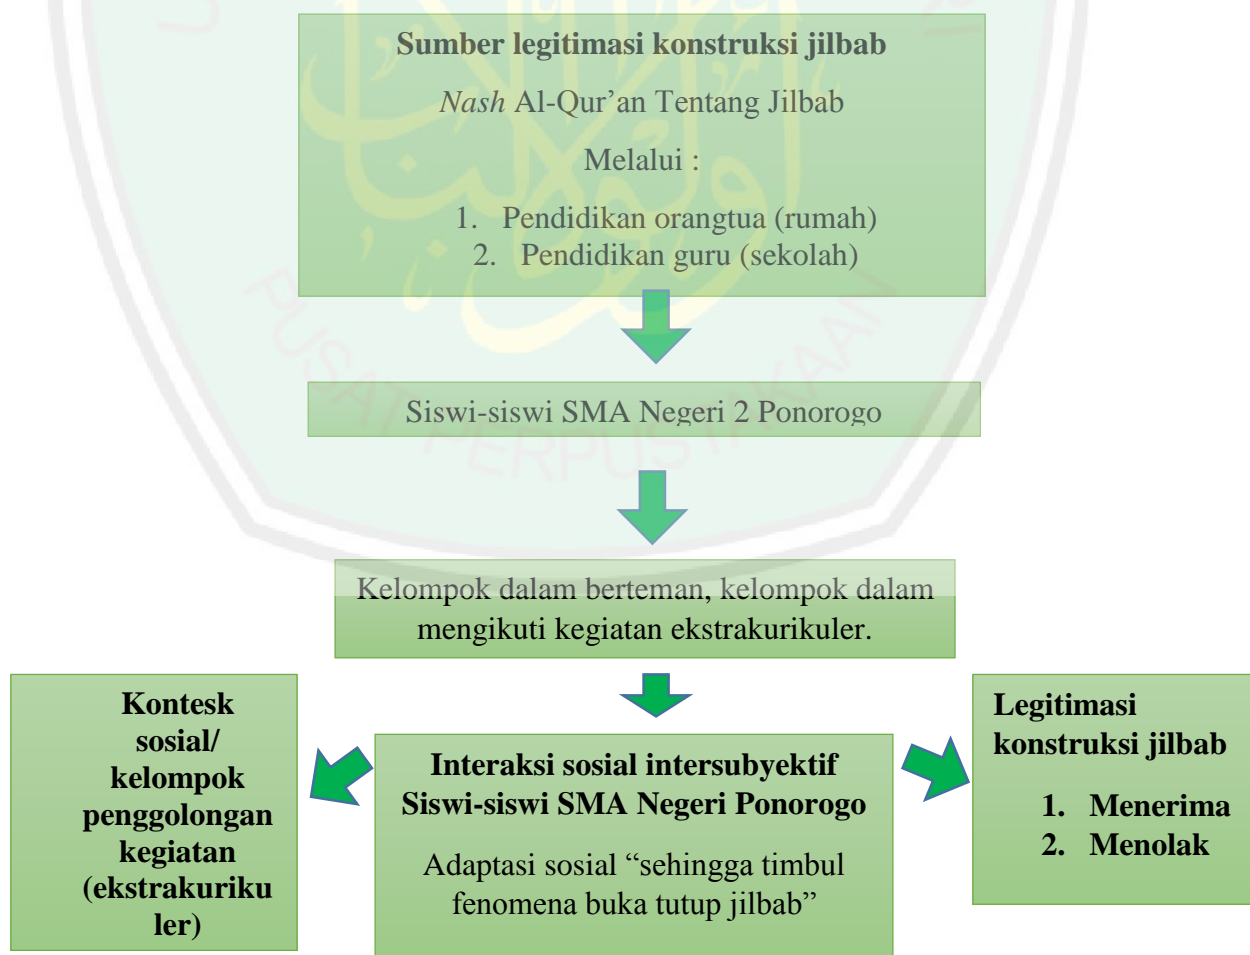 Sumber legitimasi konstruksi jilbab
Nash Al-Qur’an Tentang Jilbab
Melalui :
1. Pendidikan orangtua (rumah)
2. Pendidikan guru (sekolah)
Siswi-siswi SMA Negeri 2 Ponorogo
Kelompok dalam berteman, kelompok dalam
mengikuti kegiatan ekstrakurikuler.
Kontesk
sosial/
kelompok
penggolongan
kegiatan
(ekstrakuriku
ler)
Interaksi sosial intersubyektif
Siswi-siswi SMA Negeri Ponorogo
Adaptasi sosial “sehingga timbul
fenomena buka tutup jilbab”
Legitimasi
konstruksi jilbab
1. Menerima
2. Menolak
PUSAT PERPUSTAKAAN